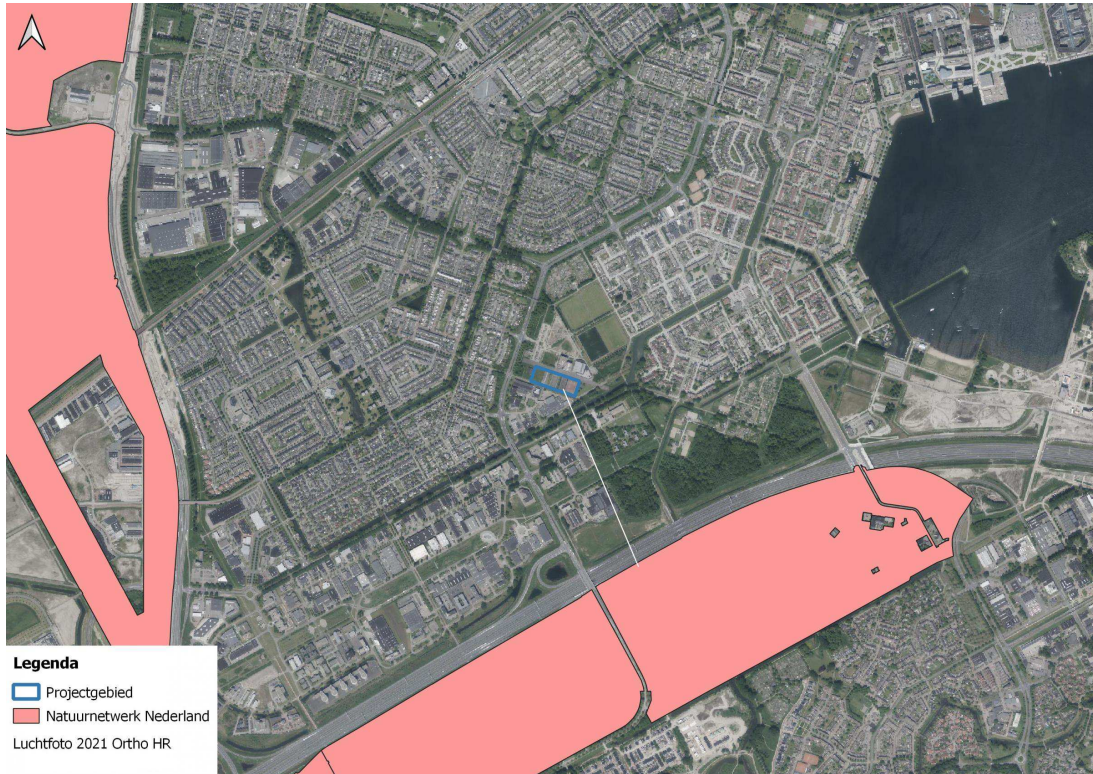 Legenda
Projectgebied
Natuurnetwerk Nederland
Luchtfoto 2021 Ortho HR